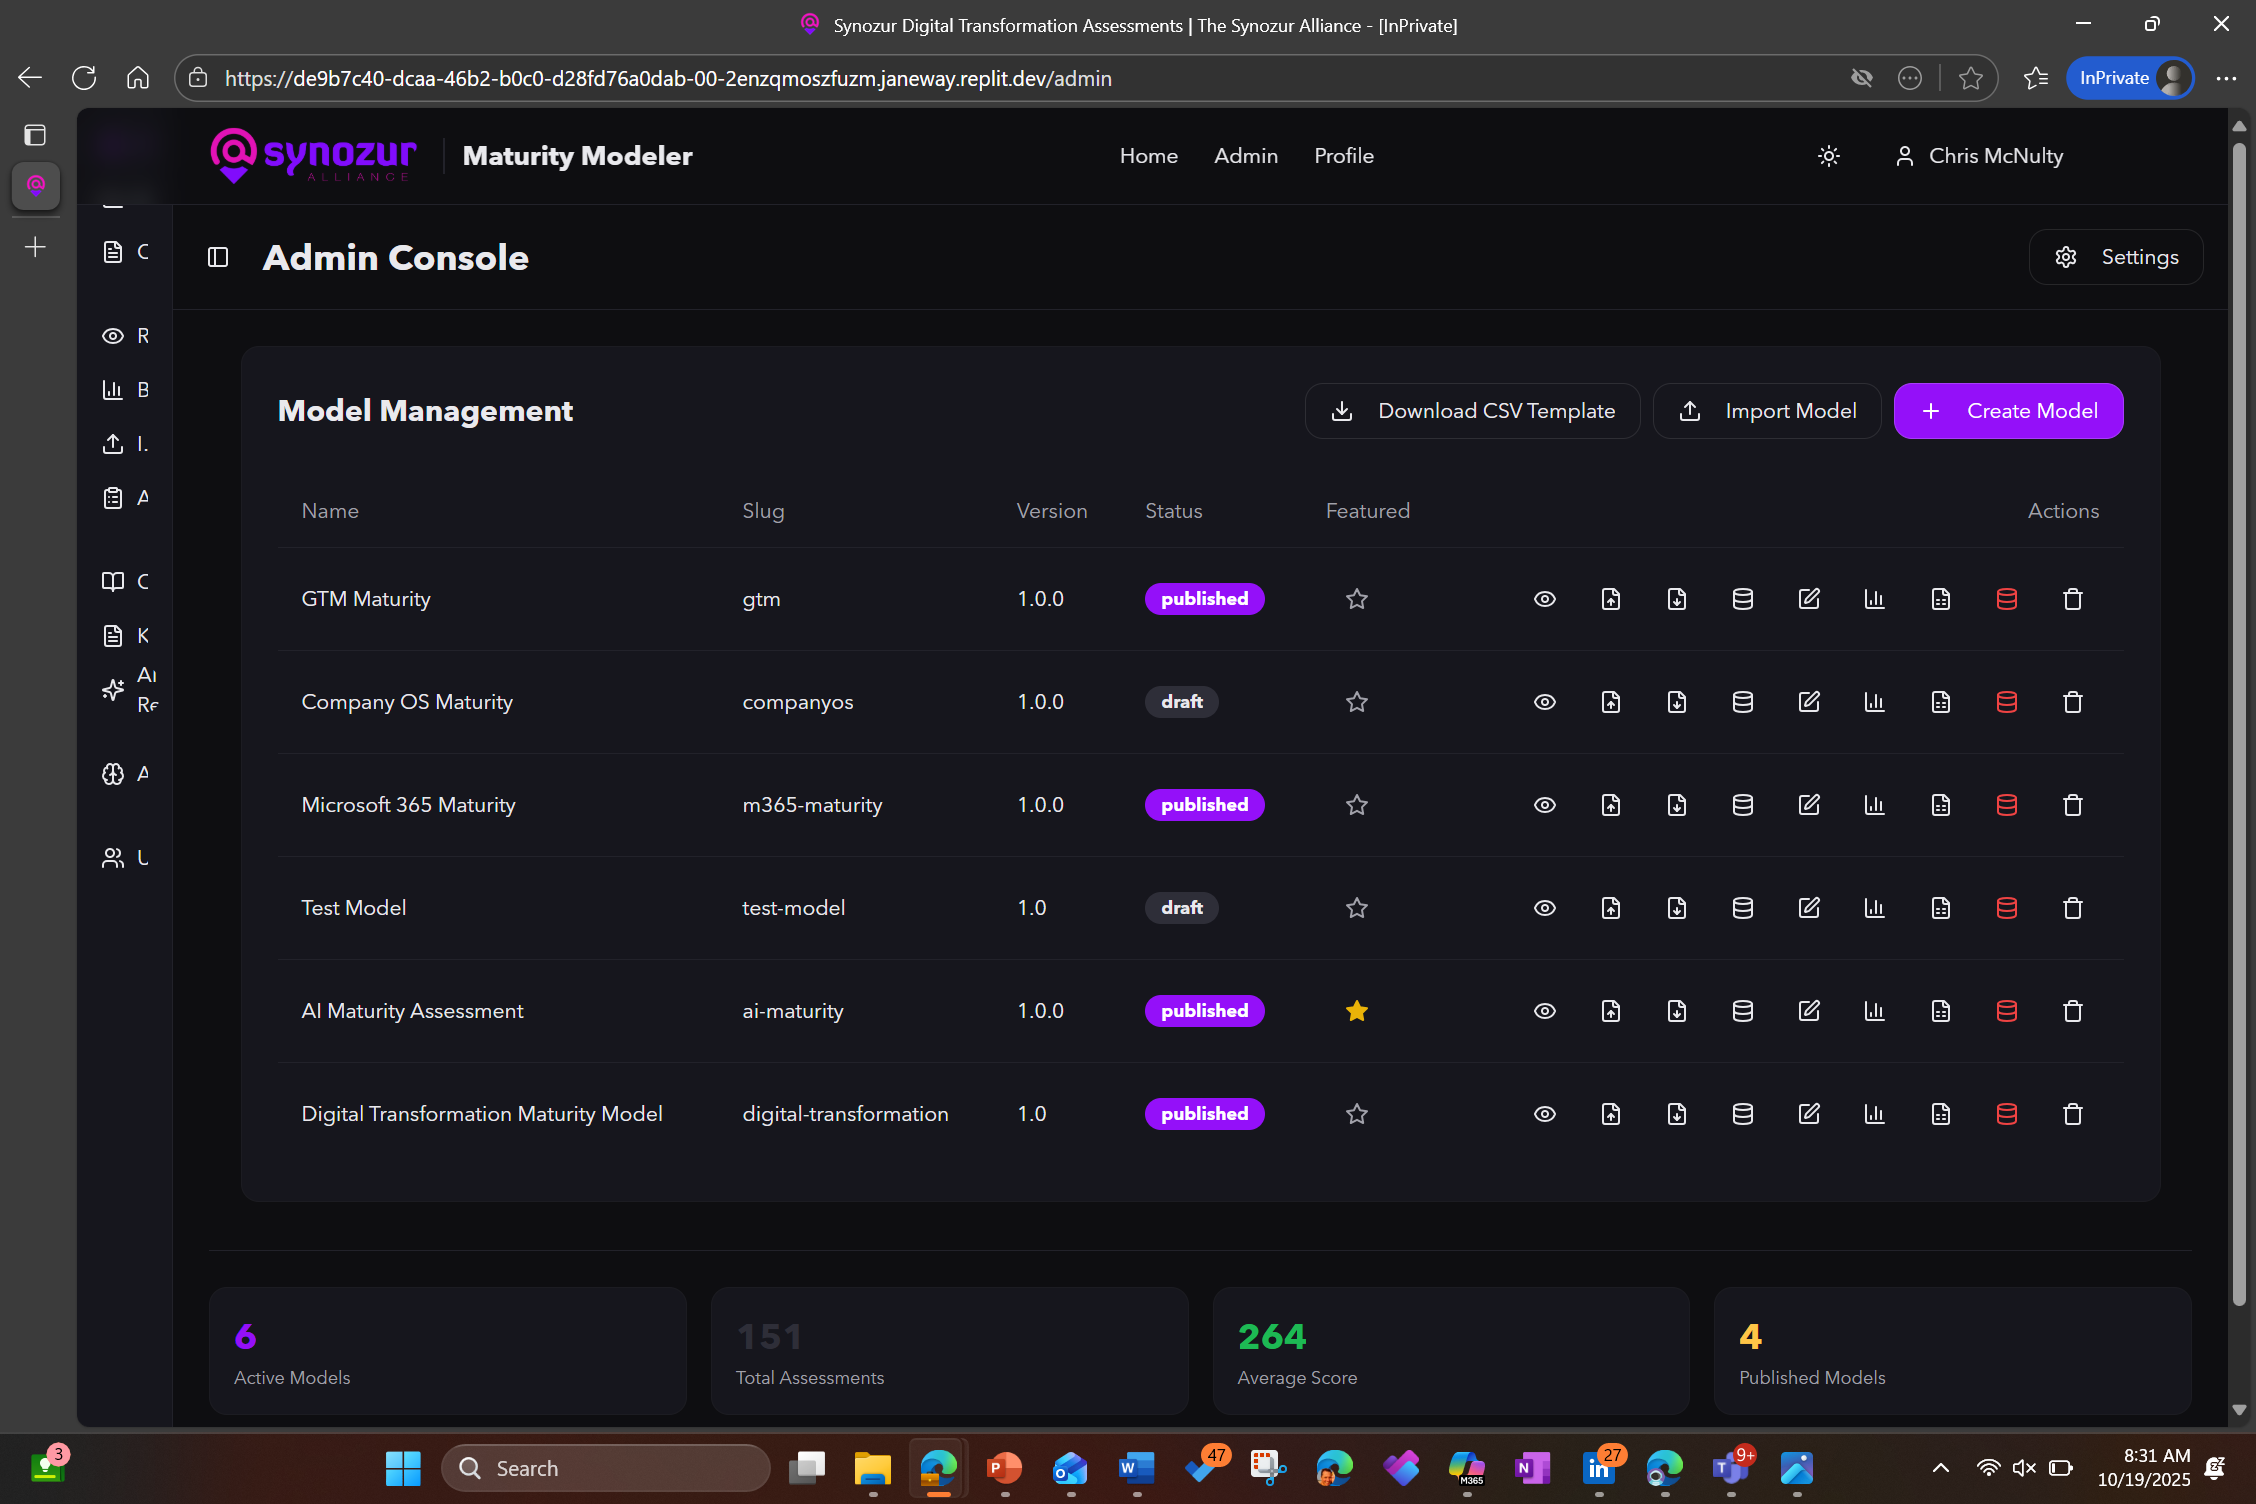 Synozur Digital Transformation Assessments | The Synozur Alliance - [InPrivate]
https://de9b7c40-dcaa-46b2-b0c0-d28fd76a0dab-00-2enzqmoszfuzm.janeway.replit.dev/admin
InPrivate
synozur
ALLIANCE
Maturity Modeler
Home
Admin
Profile
Chris McNulty
Admin Console
Settings
C
R
B
I.
A
C
K
AI
Re
A
U
Model Management
Download CSV Template
Import Model
Create Model
Name Slug Version Status Featured Actions
GTM Maturity gtm 1.0.0 published
Company OS Maturity companyos 1.0.0 draft
Microsoft 365 Maturity m365-maturity 1.0.0 published
Test Model test-model 1.0 draft
AI Maturity Assessment ai-maturity 1.0.0 published
Digital Transformation Maturity Model digital-transformation 1.0 published
6
Active Models
151
Total Assessments
264
Average Score
4
Published Models
3
Search
47
M365
27
9+
8:31 AM
10/19/2025